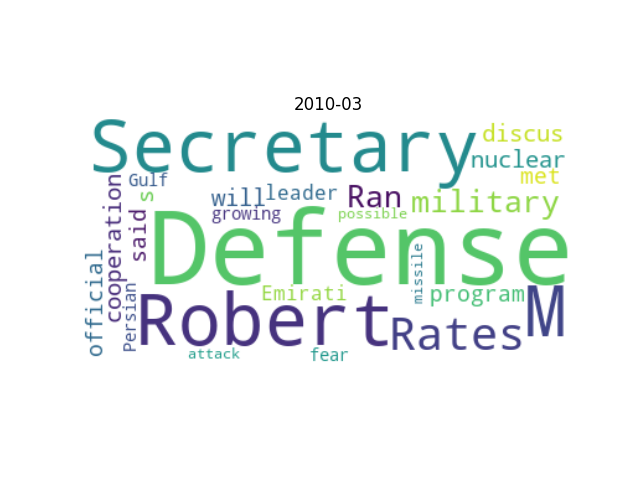 2010-03
Secretary
discus
nuclear
met
Gulf
s
will
leader
Ran
military
growing
possible
cooperation
said
Defense
official
Persian
Emirati
missile
program
M
Robert
Rates
attack
fear